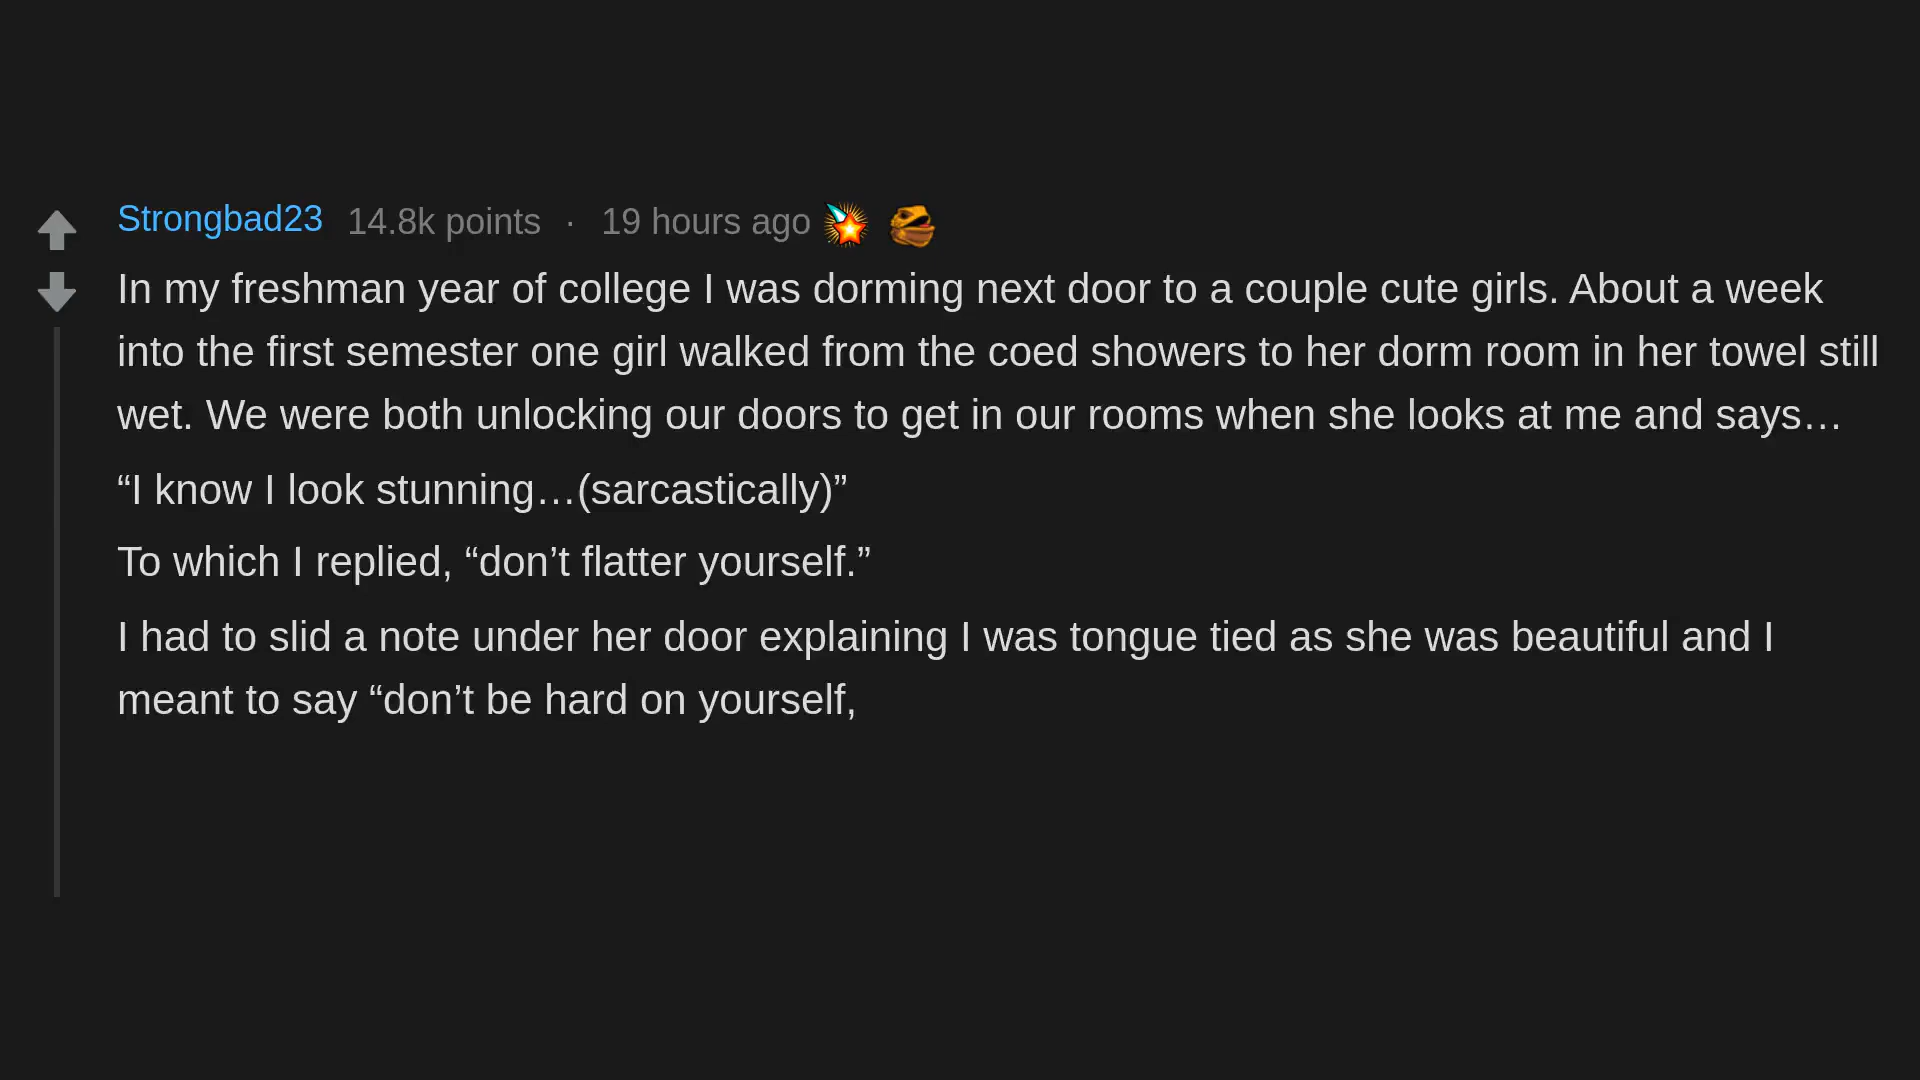 Strongbad23 14.8k points · 19 hours ago
In my freshman year of college I was dorming next door to a couple cute girls. About a week
into the first semester one girl walked from the coed showers to her dorm room in her towel still
wet. We were both unlocking our doors to get in our rooms when she looks at me and says…
“I know I look stunning…(sarcastically)”
To which I replied, “don’t flatter yourself.”
I had to slid a note under her door explaining I was tongue tied as she was beautiful and I
meant to say “don’t be hard on yourself,